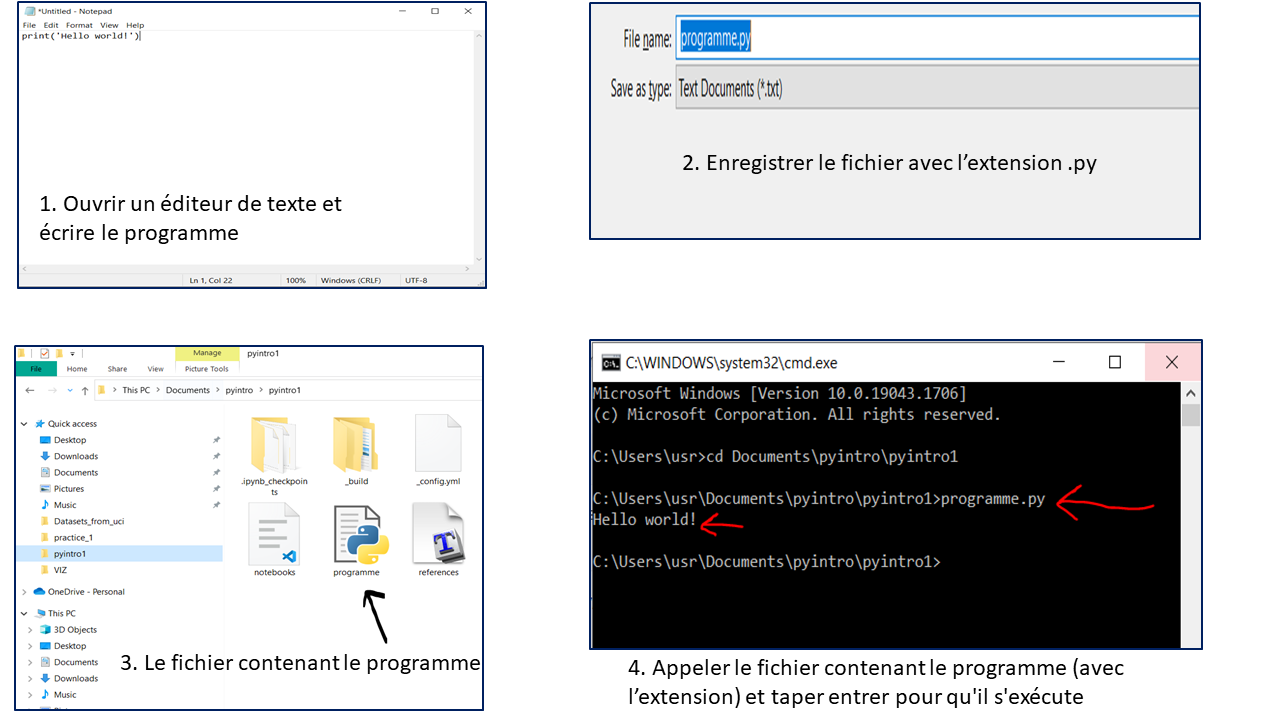 *Untitled - Notepad
File Edit Format View Help
print('Hello world!')
1. Ouvrir un éditeur de texte et
écrire le programme
Ln 1, Col 22 100% Windows (CRLF) UTF-8
File name: programme.py
Save as type: Text Documents (*.txt)
2. Enregistrer le fichier avec l’extension .py
Manage pyintro1
File Home Share View Picture Tools
This PC > Documents > pyintro > pyintro1
Quick access
Desktop
Downloads
Documents
Pictures
Music
Datasets_from_uci
practice_1
pyintro1
VIZ
OneDrive - Personal
This PC
3D Objects
Desktop
Documents
Downloads
Music
.ipynb_checkpoin
ts
_build
_config.yml
notebooks
programme
references
3. Le fichier contenant le programme
C:\WINDOWS\system32\cmd.exe
Microsoft Windows [Version 10.0.19043.1706]
(c) Microsoft Corporation. All rights reserved.
C:\Users\usr>cd Documents\pyintro\pyintro1
C:\Users\usr\Documents\pyintro\pyintro1>programme.py
Hello world!
C:\Users\usr\Documents\pyintro\pyintro1>
4. Appeler le fichier contenant le programme (avec
l’extension) et taper entrer pour qu'il s'exécute